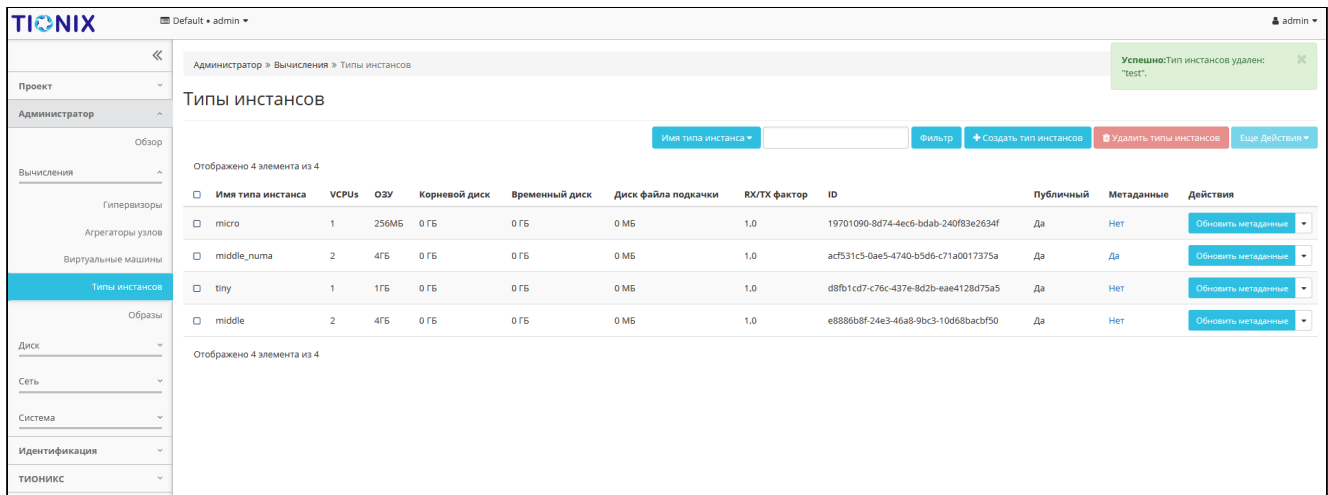 TIONIX
Default • admin
admin
Администратор » Вычисления » Типы инстансов
Успешно:Тип инстансов удален: "test".
Проект
Администратор
Обзор
Вычисления
Гипервизоры
Агрегаторы узлов
Виртуальные машины
Типы инстансов
Образы
Диск
Сеть
Система
Идентификация
ТИОНИКС
Типы инстансов
Имя типа инстанса Фильтр Создать тип инстансов Удалить типы инстансов Еще Действия
Отображено 4 элемента из 4
Имя типа инстанса VCPUs ОЗУ Корневой диск Временный диск Диск файла подкачки RX/TX фактор ID Публичный Метаданные Действия
micro 1 256МБ 0 ГБ 0 ГБ 0 МБ 1,0 19701090-8d74-4ec6-bdab-240f83e2634f Да Нет Обновить метаданные
middle_numa 2 4ГБ 0 ГБ 0 ГБ 0 МБ 1,0 acf531c5-0ae5-4740-b5d6-c71a0017375a Да Да Обновить метаданные
tiny 1 1ГБ 0 ГБ 0 ГБ 0 МБ 1,0 d8fb1cd7-c76c-437e-8d2b-eae4128d75a5 Да Нет Обновить метаданные
middle 2 4ГБ 0 ГБ 0 ГБ 0 МБ 1,0 e8886b8f-24e3-46a8-9bc3-10d68bacbf50 Да Нет Обновить метаданные
Отображено 4 элемента из 4